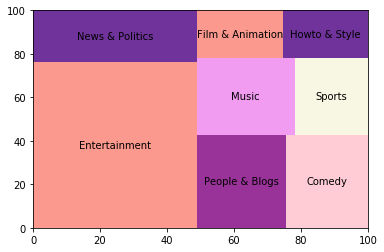 100
80
60
40
20
0
News & Politics
Film & Animation
Howto & Style
Music
Sports
Entertainment
People & Blogs
Comedy
0 20 40 60 80 100